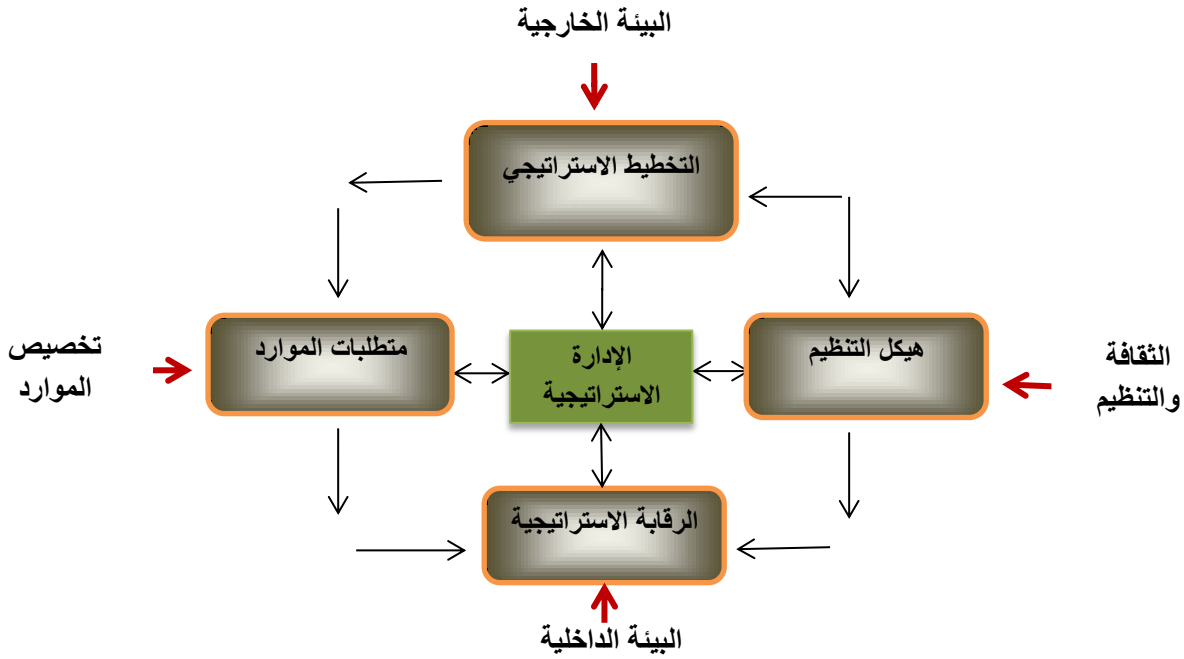 البيئة الخارجية
التخطيط الاستراتيجي
هيكل التنظيم
الثقافة
والتنظيم
الإدارة
الاستراتيجية
متطلبات الموارد
تخصيص
الموارد
الرقابة الاستراتيجية
البيئة الداخلية